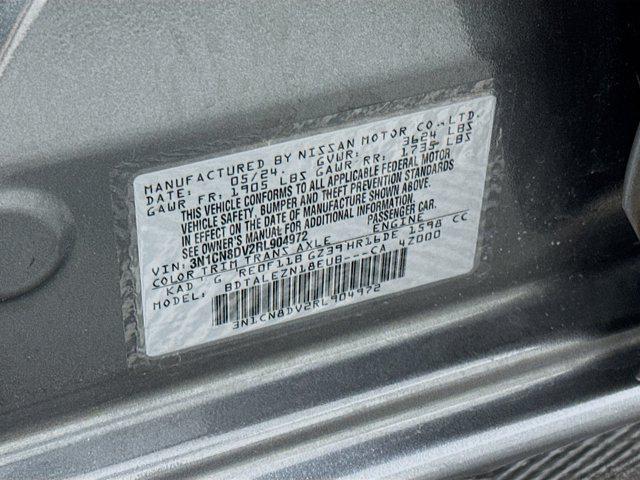 MANUFACTURED BY NISSAN MOTOR CO.,LTD.
DATE: 05/24 GVWR: 3624 LBS
GAWR FR: 1905 LBS GAWR RR: 1735 LBS
THIS VEHICLE CONFORMS TO ALL APPLICABLE FEDERAL MOTOR
VEHICLE SAFETY, BUMPER AND THEFT PREVENTION STANDARDS
IN EFFECT ON THE DATE OF MANUFACTURE SHOWN ABOVE.
SEE OWNER'S MANUAL FOR ADDITIONAL INFORMATION.
VIN: 3N1CN8DV2RL904972 PASSENGER CAR.
COLOR TRIM TRANS AXLE ENGINE
KAD G RE0F11B GZ39 HR16DE 1598 CC
MODEL: BDTALEZN18EUB---CA 42000
3N1CN8DV2RL904972